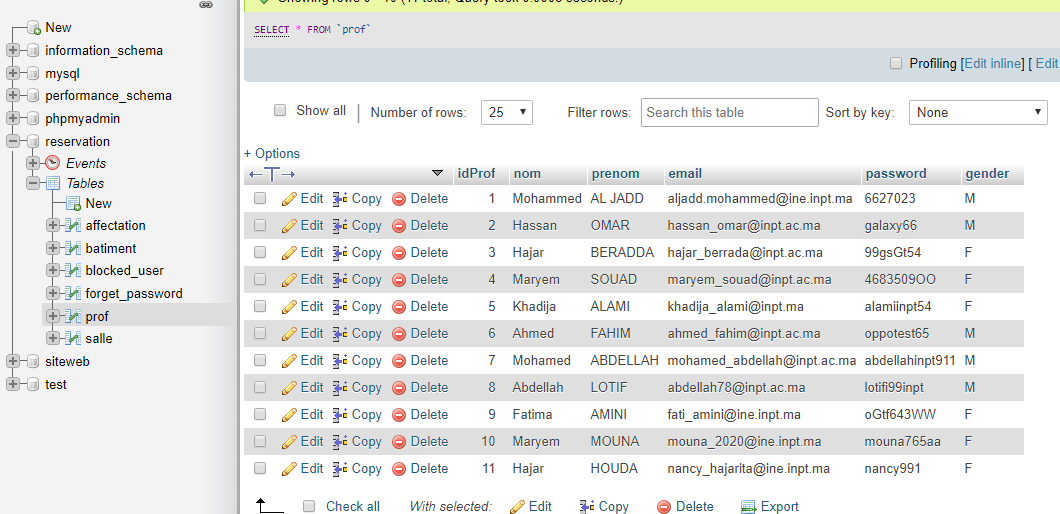 New
information_schema
mysql
performance_schema
phpmyadmin
reservation
Events
Tables
New
affectation
batiment
blocked_user
forget_password
prof
salle
siteweb
test
SELECT * FROM `prof`
Profiling [Edit inline] [ Edit
Show all Number of rows: 25 Filter rows: Search this table Sort by key: None
+ Options
idProf nom prenom email password gender
Edit Copy Delete 1 Mohammed AL JADD aljadd.mohammed@ine.inpt.ma 6627023 M
Edit Copy Delete 2 Hassan OMAR hassan_omar@inpt.ac.ma galaxy66 M
Edit Copy Delete 3 Hajar BERADDA hajar_berrada@inpt.ac.ma 99gsGt54 F
Edit Copy Delete 4 Maryem SOUAD maryem_souad@inpt.ac.ma 4683509OO F
Edit Copy Delete 5 Khadija ALAMI khadija_alami@inpt.ma alamiinpt54 F
Edit Copy Delete 6 Ahmed FAHIM ahmed_fahim@inpt.ac.ma oppotest65 M
Edit Copy Delete 7 Mohamed ABDELLAH mohamed_abdellah@inpt.ac.ma abdellahinpt911 M
Edit Copy Delete 8 Abdellah LOTIF abdellah78@inpt.ac.ma lotifi99inpt M
Edit Copy Delete 9 Fatima AMINI fati_amini@ine.inpt.ma oGtf643WW F
Edit Copy Delete 10 Maryem MOUNA mouna_2020@ine.inpt.ma mouna765aa F
Edit Copy Delete 11 Hajar HOUDA nancy_hajarita@ine.inpt.ma nancy991 F
Check all With selected: Edit Copy Delete Export